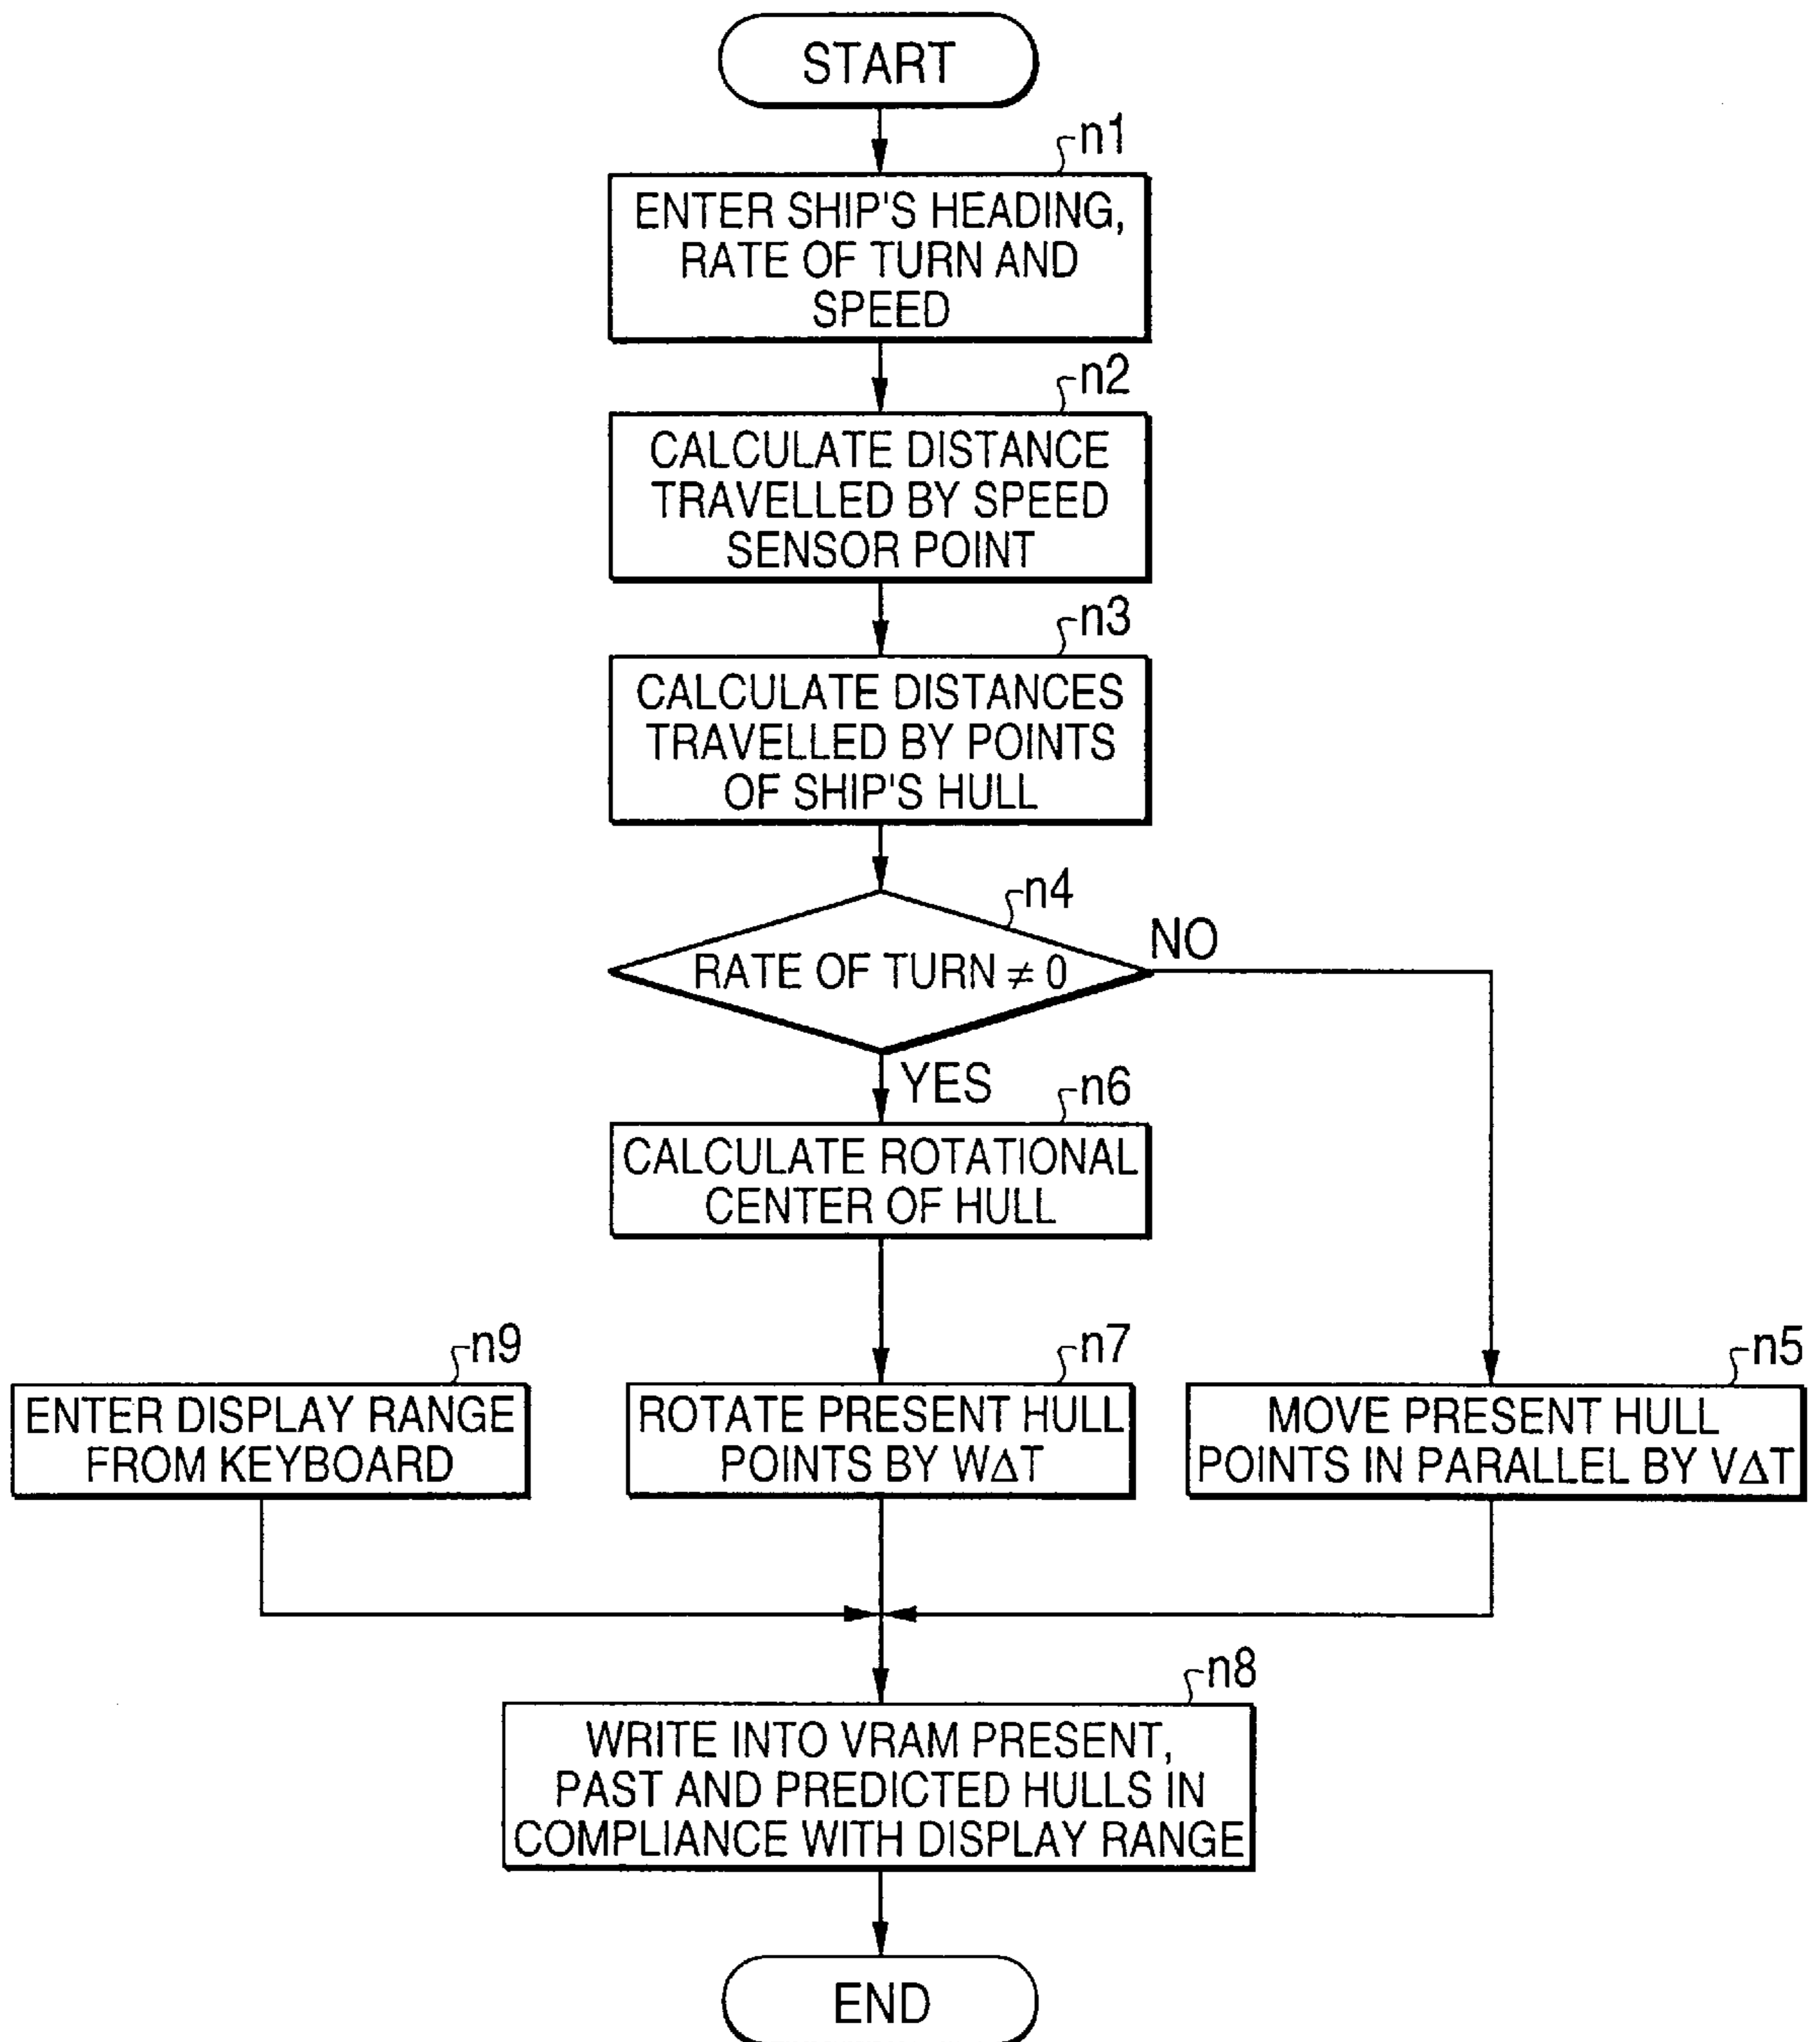 START
n1
ENTER SHIP'S HEADING,
RATE OF TURN AND
SPEED
n2
CALCULATE DISTANCE
TRAVELLED BY SPEED
SENSOR POINT
n3
CALCULATE DISTANCES
TRAVELLED BY POINTS
OF SHIP'S HULL
n4
RATE OF TURN ≠ 0
NO
YES
n6
CALCULATE ROTATIONAL
CENTER OF HULL
n9
ENTER DISPLAY RANGE
FROM KEYBOARD
n7
ROTATE PRESENT HULL
POINTS BY WΔT
n5
MOVE PRESENT HULL
POINTS IN PARALLEL BY VΔT
n8
WRITE INTO VRAM PRESENT,
PAST AND PREDICTED HULLS IN
COMPLIANCE WITH DISPLAY RANGE
END